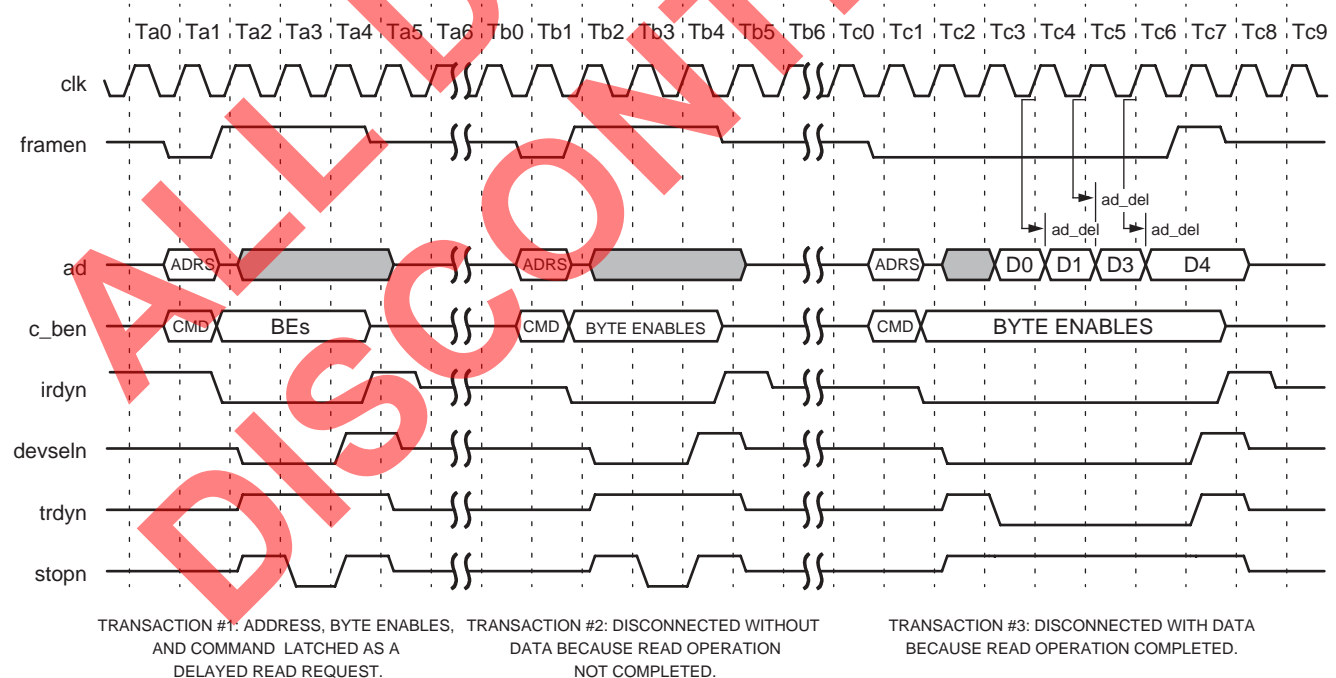 Ta0 Ta1 Ta2 Ta3 Ta4 Ta5 Ta6 Tb0 Tb1 Tb2 Tb3 Tb4 Tb5 Tb6 Tc0 Tc1 Tc2 Tc3 Tc4 Tc5 Tc6 Tc7 Tc8 Tc9
clk
framen
ad_del
ad_del ad_del
ad ADRS ADRS ADRS D0 D1 D3 D4
c_ben CMD BEs CMD BYTE ENABLES CMD BYTE ENABLES
irdyn
devseln
trdyn
stopn
TRANSACTION #1: ADDRESS, BYTE ENABLES,
AND COMMAND LATCHED AS A
DELAYED READ REQUEST.
TRANSACTION #2: DISCONNECTED WITHOUT
DATA BECAUSE READ OPERATION
NOT COMPLETED.
TRANSACTION #3: DISCONNECTED WITH DATA
BECAUSE READ OPERATION COMPLETED.
ALL